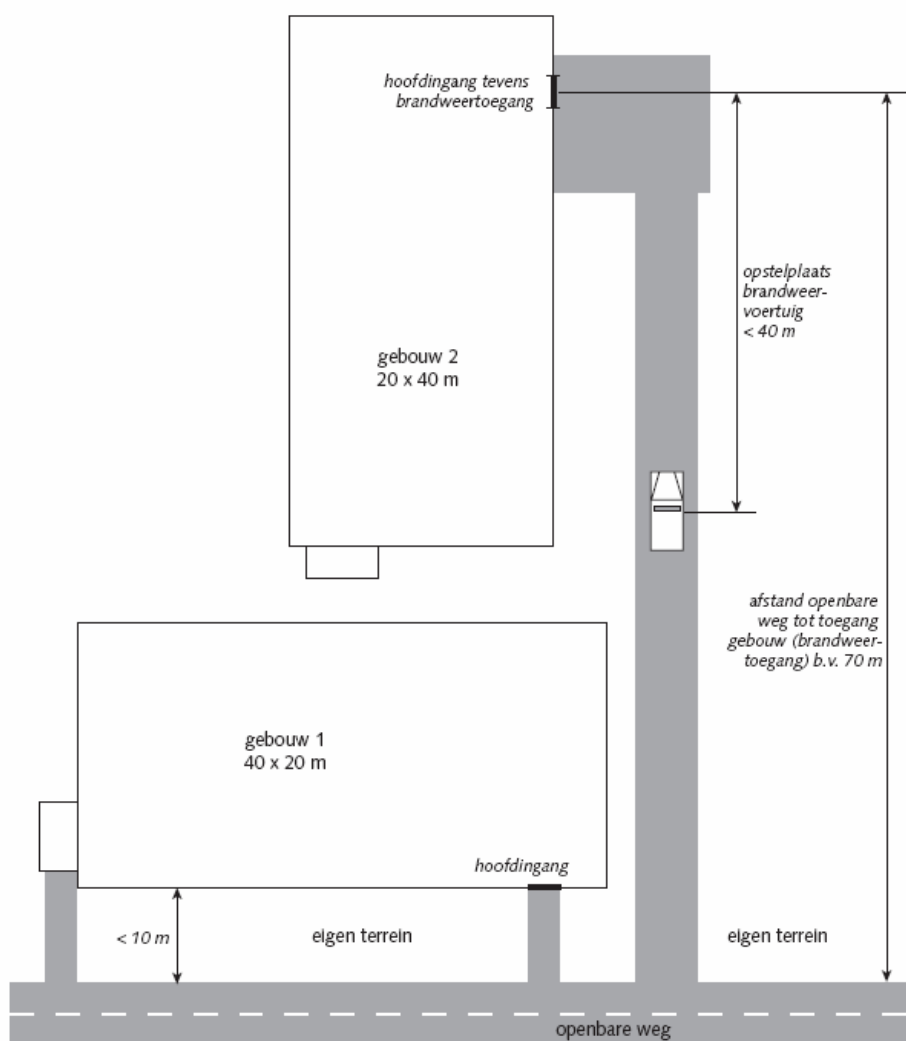 hoofdingang tevens
brandweertoegang
opstelplaats
brandweer-
voertuig
< 40 m
gebouw 2
20 x 40 m
afstand openbare
weg tot toegang
gebouw (brandweer-
toegang) b.v. 70 m
gebouw 1
40 x 20 m
hoofdingang
< 10 m
eigen terrein
eigen terrein
openbare weg